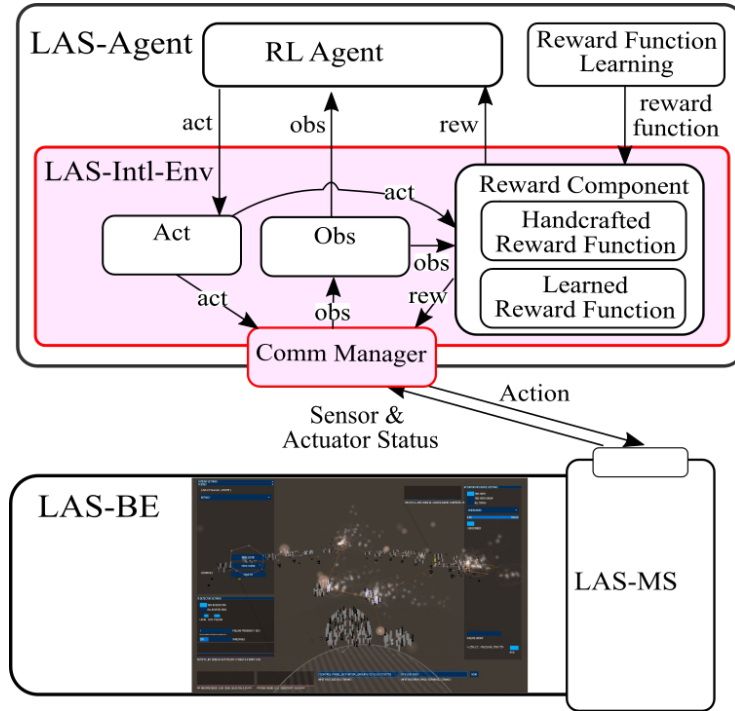 LAS-Agent
RL Agent
Reward Function
Learning
act
obs
rew
reward
function
LAS-Intl-Env
act
Reward Component
Act
Obs
Handcrafted
Reward Function
obs
act
obs
rew
Learned
Reward Function
Comm Manager
Action
Sensor &
Actuator Status
LAS-BE
LAS-MS